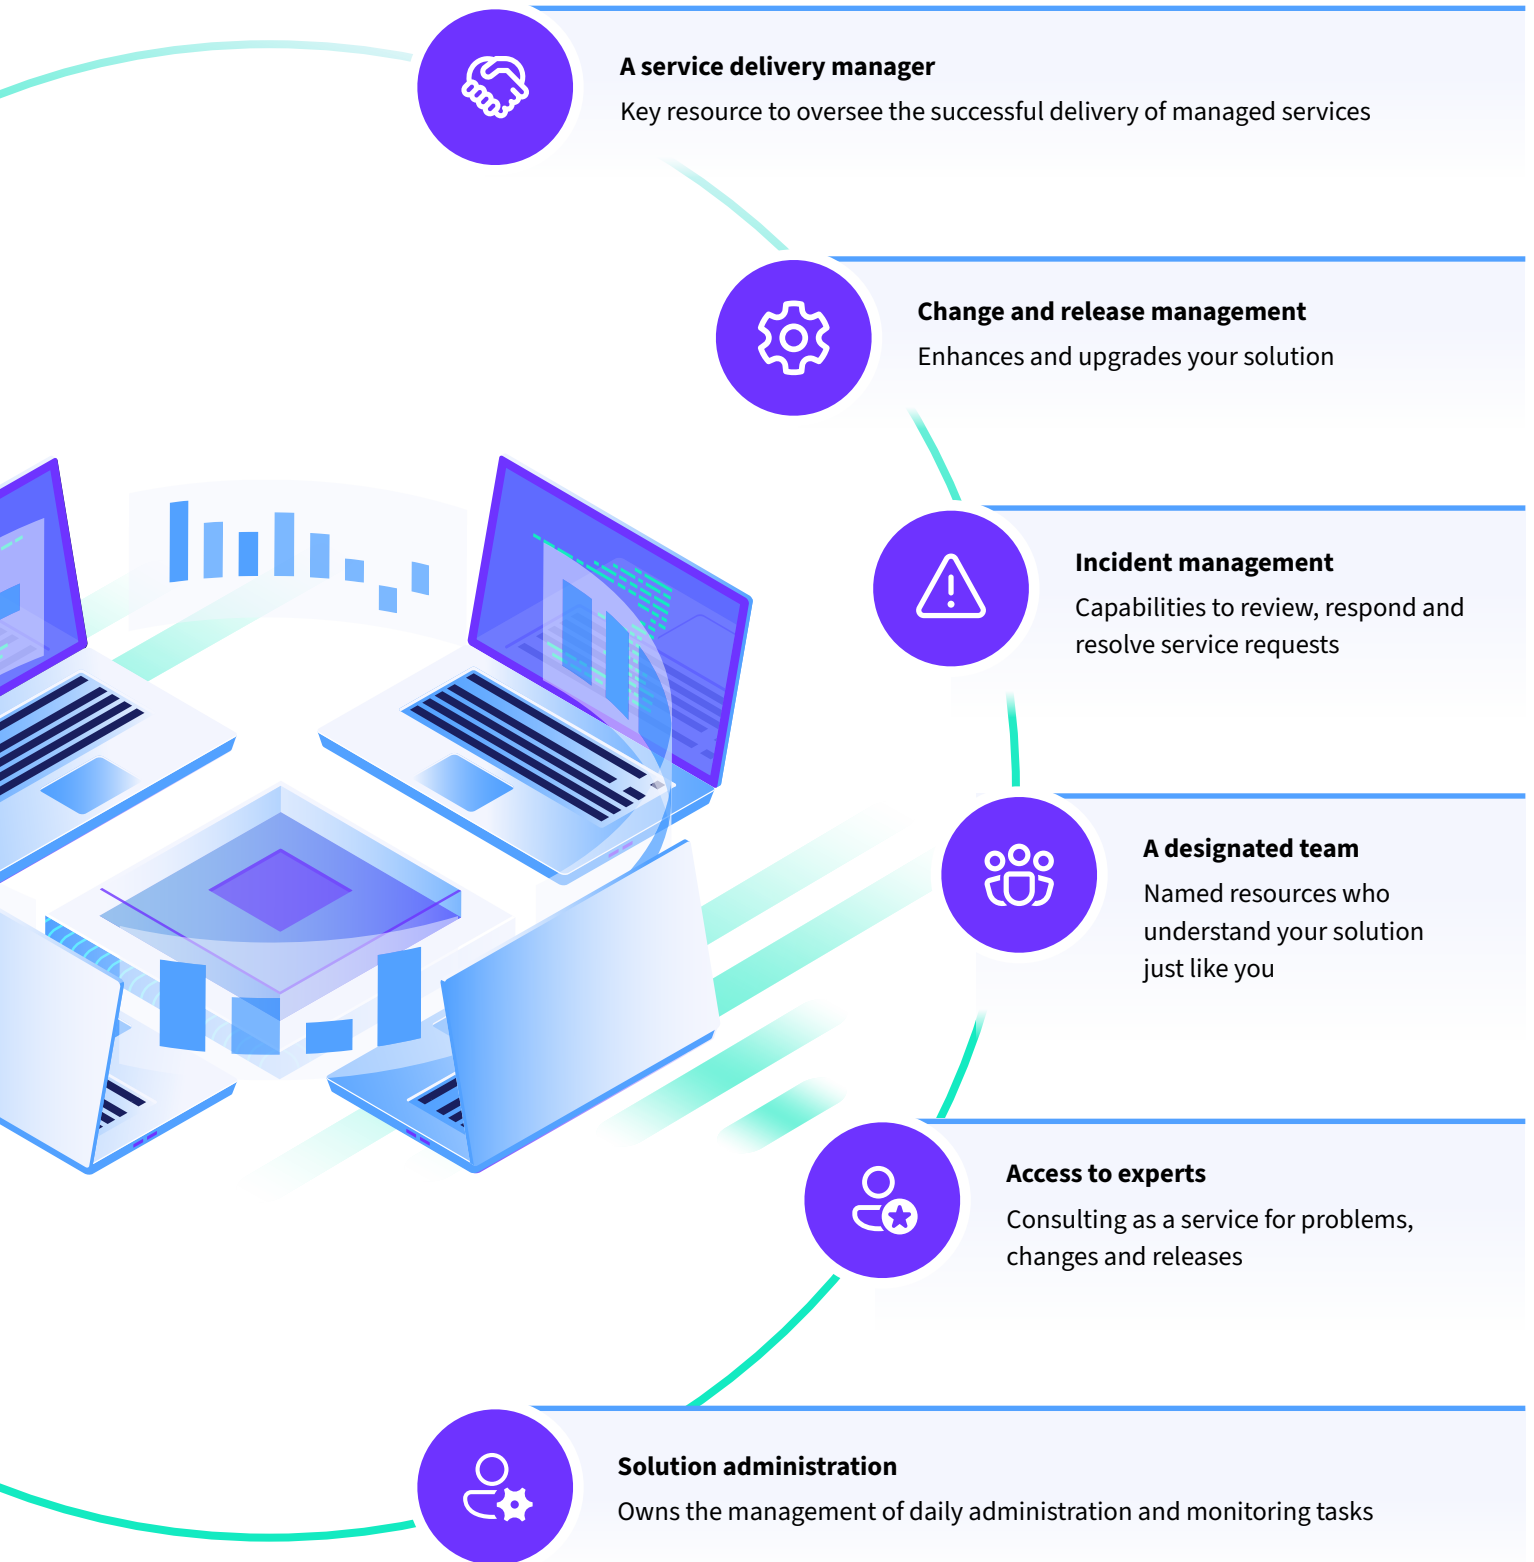 A service delivery manager
Key resource to oversee the successful delivery of managed services
Change and release management
Enhances and upgrades your solution
Incident management
Capabilities to review, respond and
resolve service requests
A designated team
Named resources who
understand your solution
just like you
Access to experts
Consulting as a service for problems,
changes and releases
Solution administration
Owns the management of daily administration and monitoring tasks